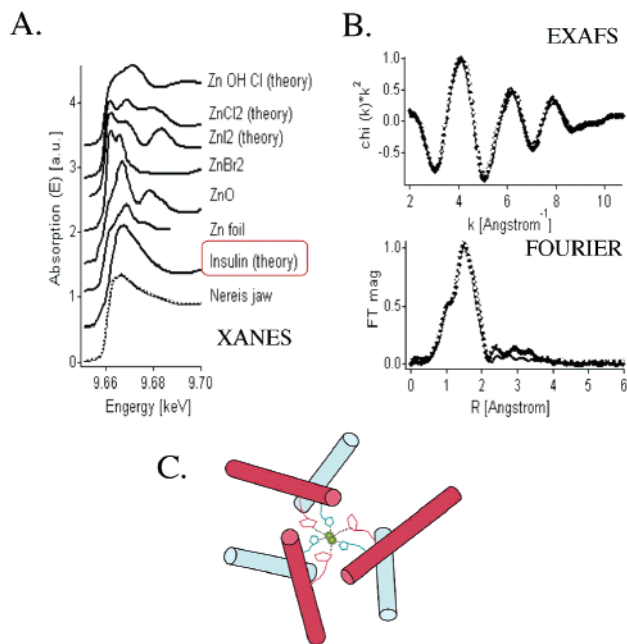 A.
Absorption (E) [a.u.]
4
3
2
1
0
Zn OH Cl (theory)
ZnCl2 (theory)
ZnI2 (theory)
ZnBr2
ZnO
Zn foil
Insulin (theory)
Nereis jaw
XANES
9.66 9.68 9.70
Engergy [keV]
B.
EXAFS
chi (k)*k2
1.0
0.5
0.0
-0.5
2 4 6 8 10
k [Angstrom-1]
FOURIER
FT mag
1.0
0.5
0.0
0 1 2 3 4 5 6
R [Angstrom]
C.